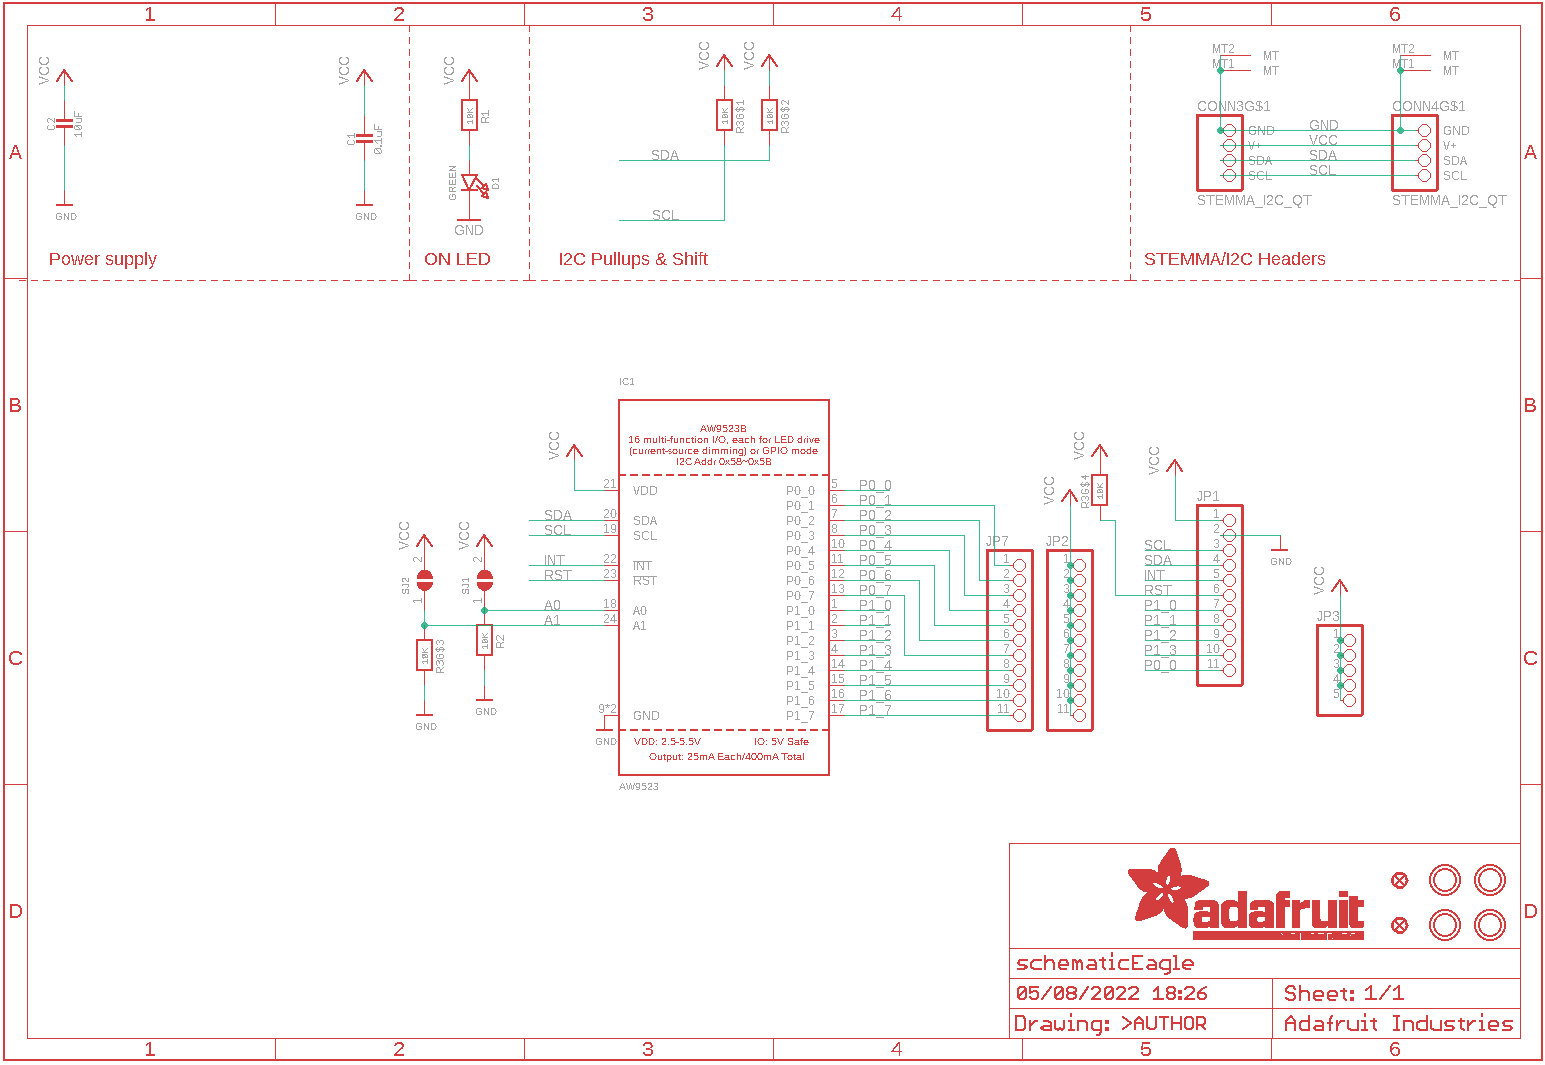 1 2 3 4 5 6
A
B
C
D
VCC
C2
10uF
GND
VCC
C1
0.1uF
GND
Power supply
VCC
10K
R1
GREEN
D1
GND
ON LED
VCC VCC
10K
R3G$1
10K
R3G$2
SDA
SCL
I2C Pullups & Shift
MT2 MT
MT1 MT
CONN3G$1
GND
V+
SDA
SCL
STEMMA_I2C_QT
GND
VCC
SDA
SCL
MT2 MT
MT1 MT
CONN4G$1
GND
V+
SDA
SCL
STEMMA_I2C_QT
STEMMA/I2C Headers
A
B
C
D
IC1
AW9523B
16 multi-function I/O, each for LED drive
(current-source dimming) or GPIO mode
I2C Addr 0x58~0x5B
VCC
21 VDD
SDA 20 SDA
SCL 19 SCL
INT 22 INT
RST 23 RST
A0 18 A0
A1 24 A1
9*2 GND
GND
VCC
2
SJ2
1
10K
R3G$3
GND
VCC
2
SJ1
1
10K
R2
GND
P0_0 5 P0_0
P0_1 6 P0_1
P0_2 7 P0_2
P0_3 8 P0_3
P0_4 10 P0_4
P0_5 11 P0_5
P0_6 12 P0_6
P0_7 13 P0_7
P1_0 1 P1_0
P1_1 2 P1_1
P1_2 3 P1_2
P1_3 4 P1_3
P1_4 14 P1_4
P1_5 15 P1_5
P1_6 16 P1_6
P1_7 17 P1_7
VDD: 2.5-5.5V IO: 5V Safe
Output: 25mA Each/400mA Total
AW9523
JP7
1
2
3
4
5
6
7
8
9
10
11
VCC
JP2
1
2
3
4
5
6
7
8
9
10
11
VCC
R3G$4
10K
VCC
JP1
1
2
GND
SCL 3
SDA 4
INT 5
RST 6
P1_0 7
P1_1 8
P1_2 9
P1_3 10
P0_0 11
VCC
JP3
1
2
3
4
5
adafruit
schematicEagle
05/08/2022 18:26 Sheet: 1/1
Drawing: >AUTHOR Adafruit Industries
1 2 3 4 5 6